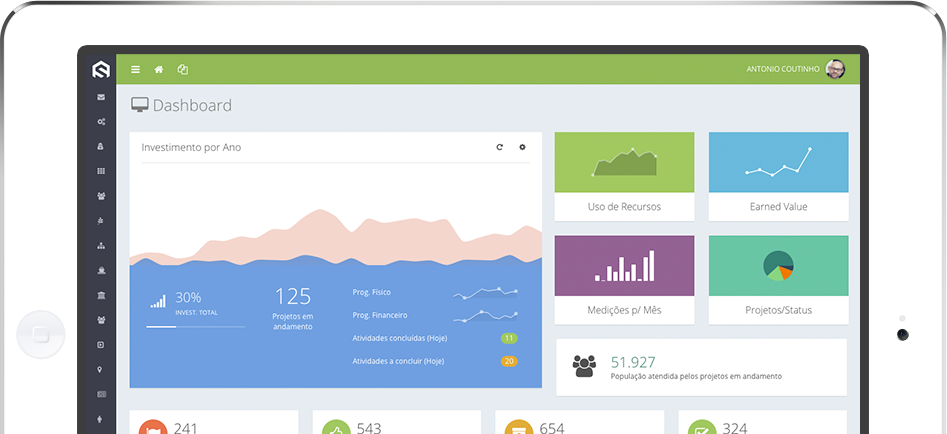 ANTONIO COUTINHO
Dashboard
Investimento por Ano
Uso de Recursos
Earned Value
30%
INVEST. TOTAL
125
Projetos em
andamento
Prog. Físico
Prog. Financeiro
Atividades concluídas (Hoje)
11
Atividades a concluir (Hoje)
20
Medições p/ Mês
Projetos/Status
51.927
População atendida pelos projetos em andamento
241
543
654
324